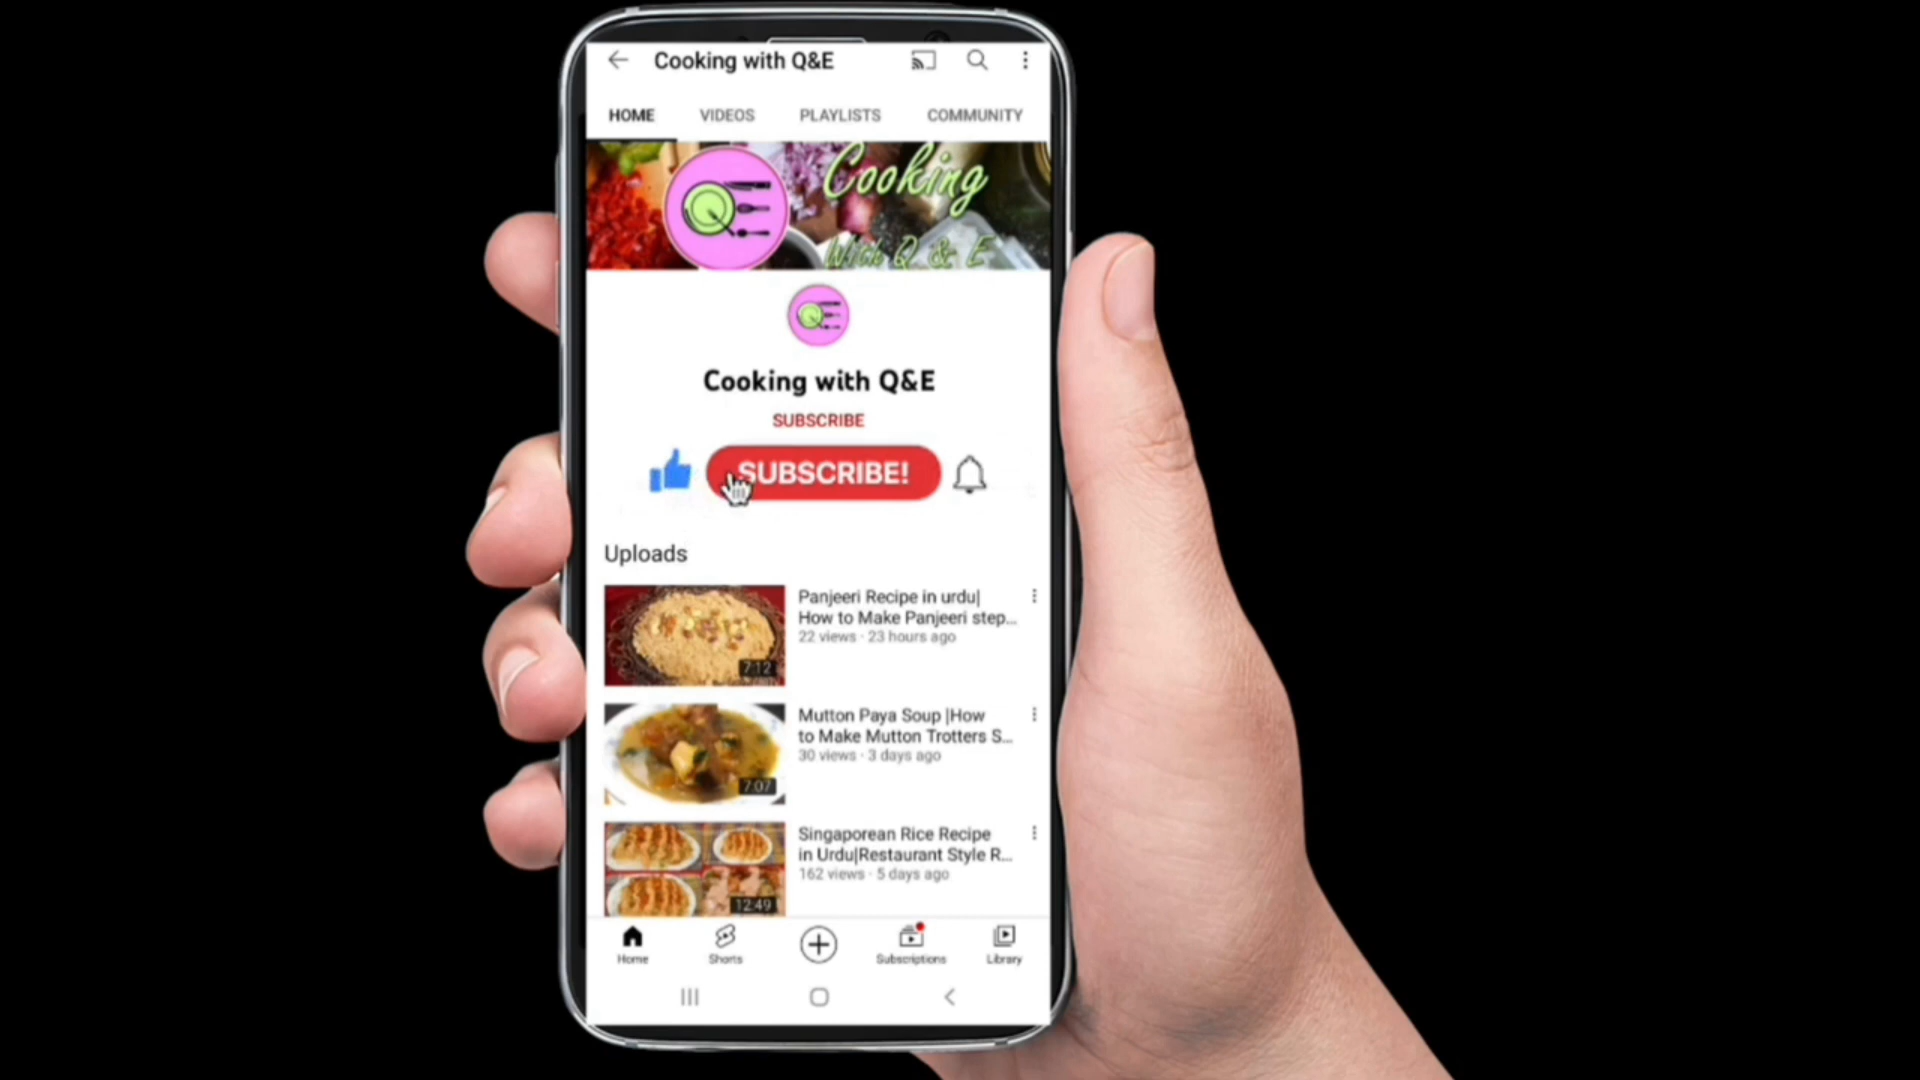 Cooking with Q&E
HOME VIDEOS PLAYLISTS COMMUNITY
Cooking
With Q & E
Cooking with Q&E
SUBSCRIBE
SUBSCRIBE!
Uploads
Panjeeri Recipe in urdu|
How to Make Panjeeri step...
22 views · 23 hours ago
7:12
Mutton Paya Soup |How
to Make Mutton Trotters S...
30 views · 3 days ago
7:07
Singaporean Rice Recipe
in Urdu|Restaurant Style R...
162 views · 5 days ago
12:49
Home Shorts Subscriptions Library